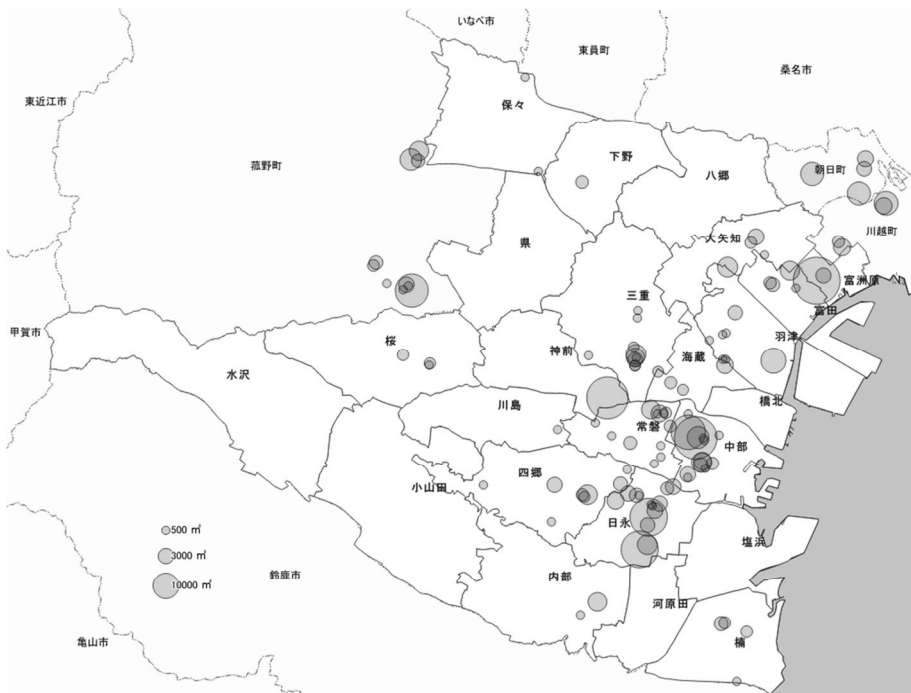 いなべ市
東員町
桑名市
東近江市
保々
菰野町
下野
八郷
朝日町
川越町
県
大矢知
富洲原
三重
富田
甲賀市
桜
神前
海蔵
羽津
水沢
川島
橋北
常磐
中部
四郷
小山田
日永
塩浜
500 ㎡
3000 ㎡
10000 ㎡
鈴鹿市
内部
河原田
亀山市
楠